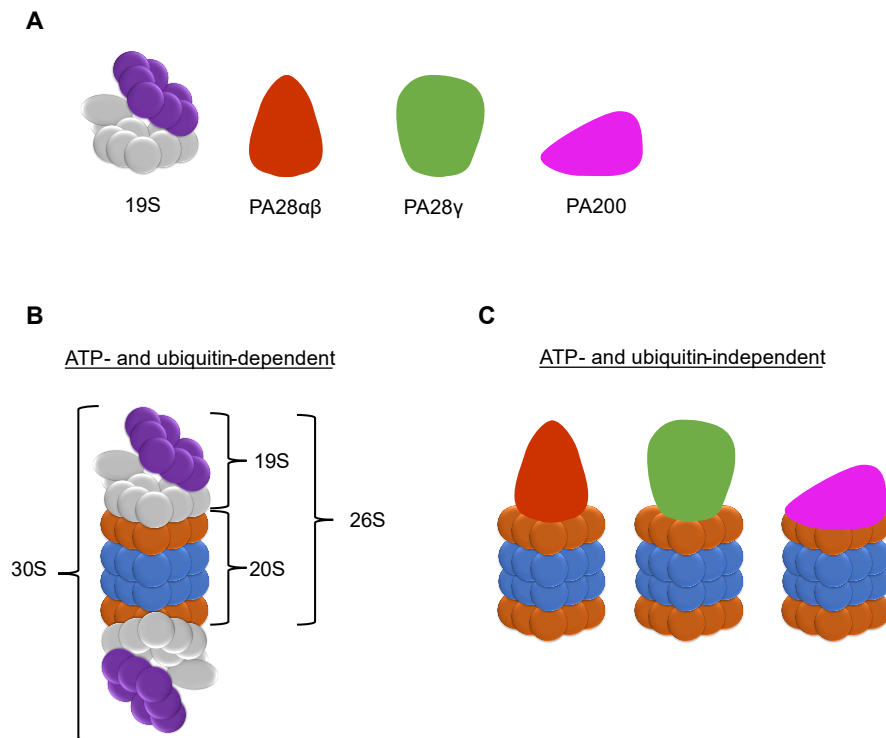 A
19S
PA28αβ
PA28γ
PA200
B
ATP- and ubiquitin-dependent
30S
19S
20S
26S
C
ATP- and ubiquitin-independent